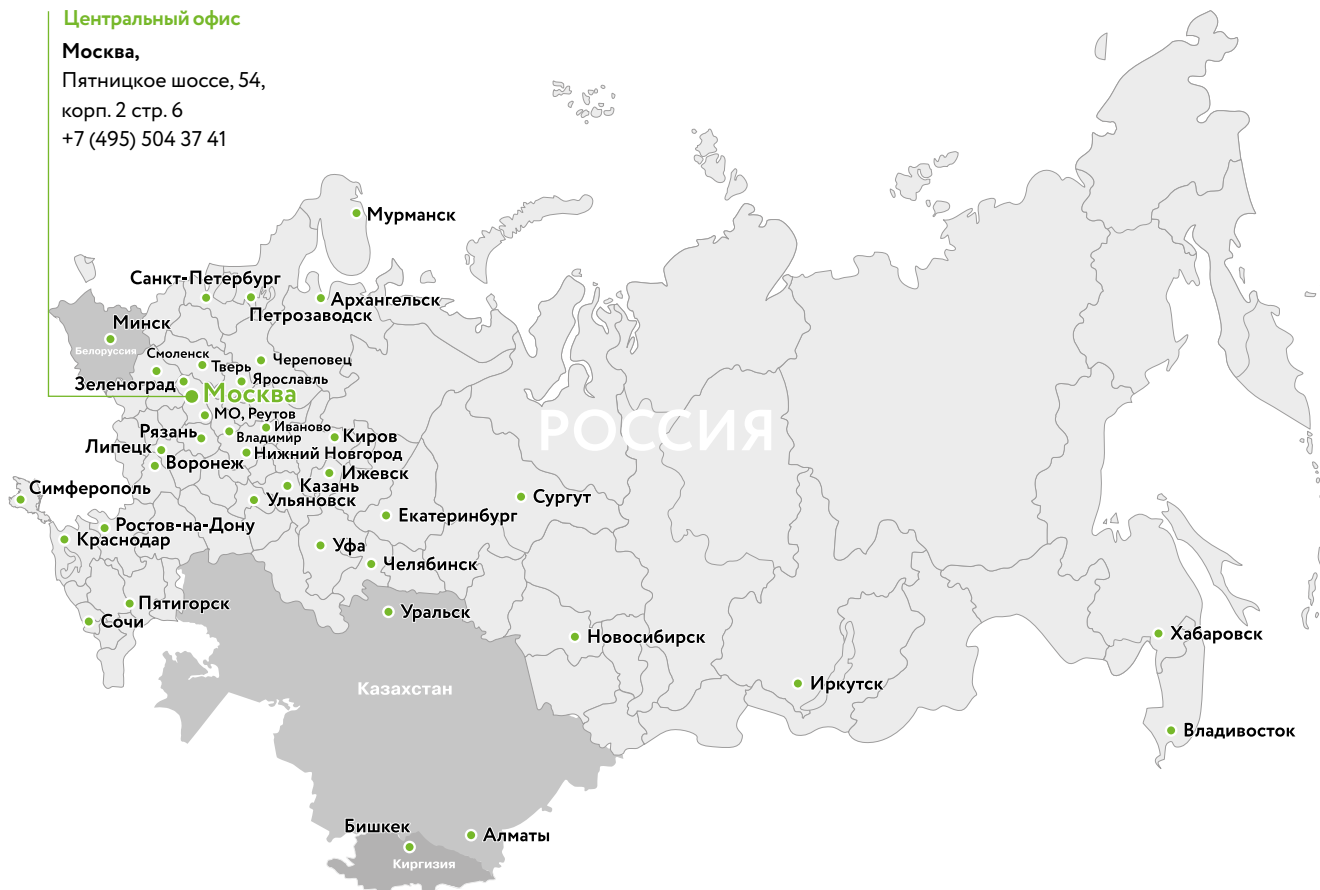 Центральный офис
Москва,
Пятницкое шоссе, 54,
корп. 2 стр. 6
+7 (495) 504 37 41
Мурманск
Санкт-Петербург
Архангельск
Петрозаводск
Минск
Белоруссия
Смоленск
Тверь
Череповец
Зеленоград
Ярославль
Москва
МО, Реутов
РОССИЯ
Иваново
Рязань
Владимир
Киров
Липецк
Нижний Новгород
Воронеж
Ижевск
Казань
Симферополь
Ульяновск
Сургут
Екатеринбург
Ростов-на-Дону
Краснодар
Уфа
Челябинск
Пятигорск
Уральск
Сочи
Новосибирск
Хабаровск
Казахстан
Иркутск
Владивосток
Бишкек
Алматы
Киргизия